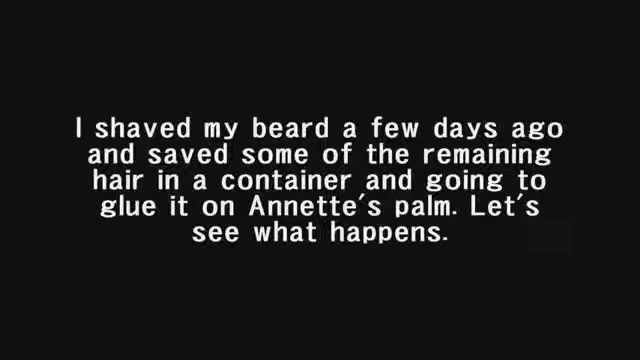 I shaved my beard a few days ago
and saved some of the remaining
hair in a container and going to
glue it on Annette's palm. Let's
see what happens.